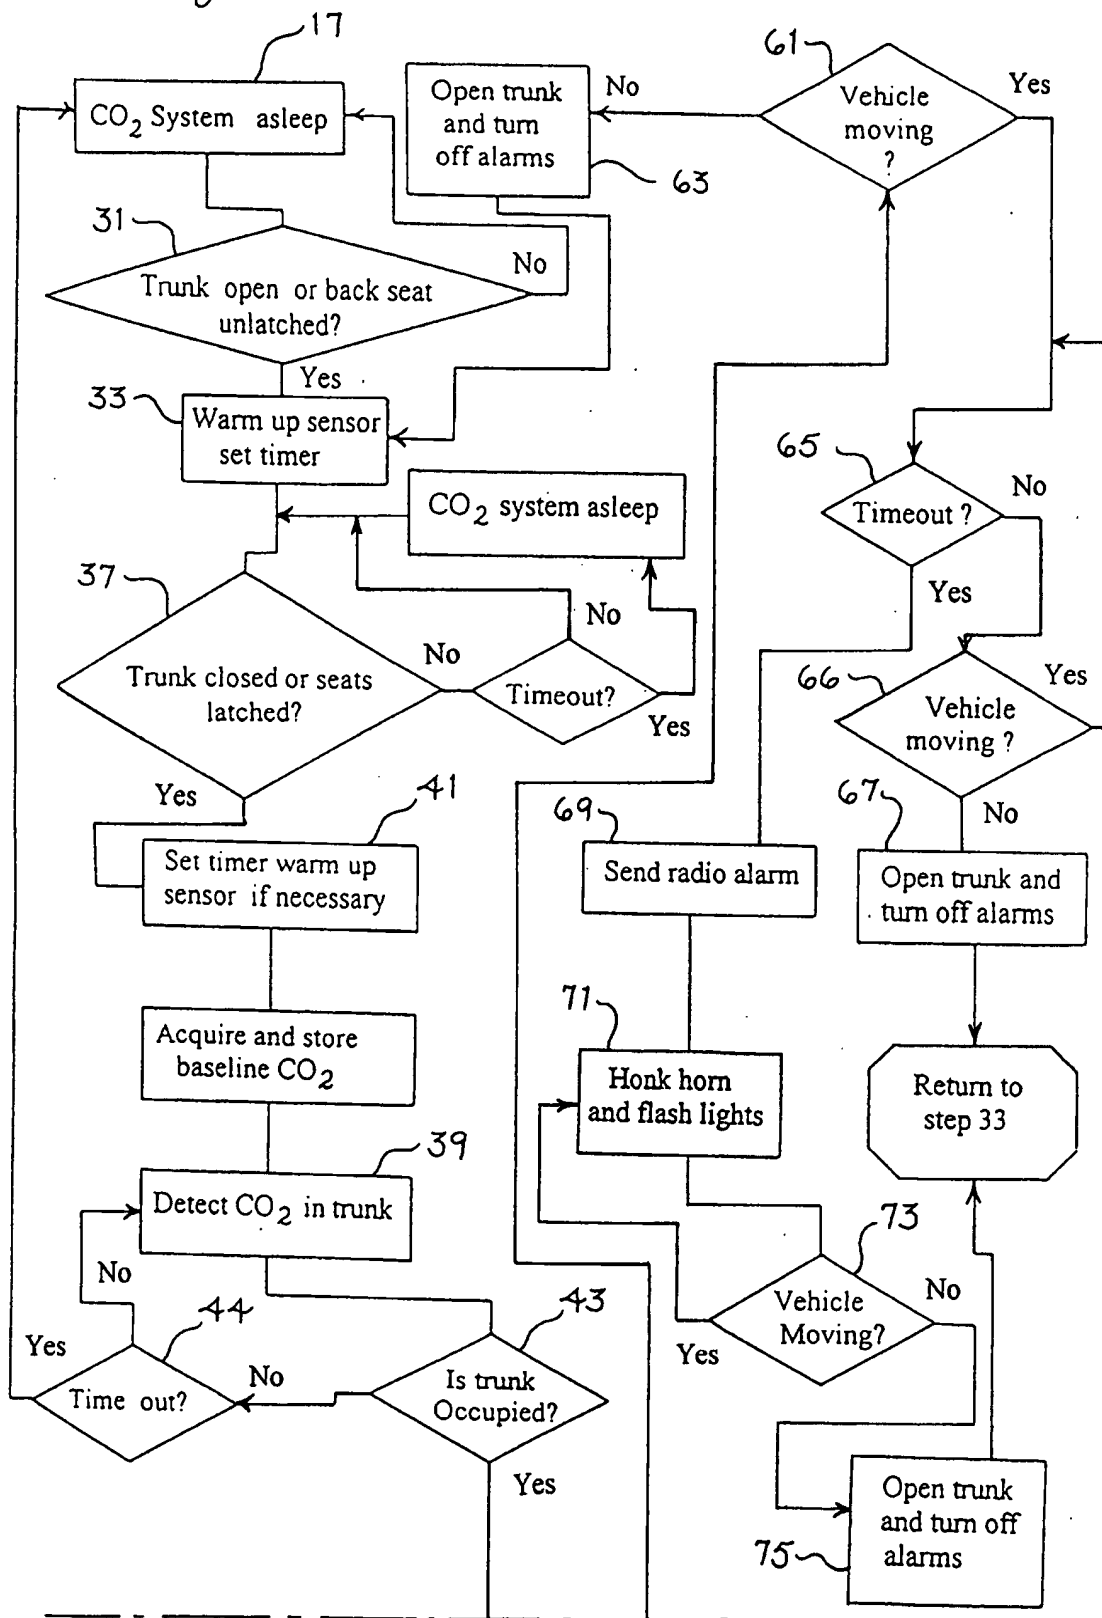 17
CO2 System asleep
31
Trunk open or back seat
unlatched?
No
Yes
33
Warm up sensor
set timer
CO2 system asleep
37
Trunk closed or seats
latched?
No
Timeout?
No
Yes
Yes
41
Set timer warm up
sensor if necessary
Acquire and store
baseline CO2
39
Detect CO2 in trunk
No
44
Yes
Time out?
No
43
Is trunk
Occupied?
Yes
Open trunk
and turn
off alarms
63
No
61
Vehicle
moving
?
Yes
65
Timeout ?
No
Yes
66
Vehicle
moving ?
Yes
No
67
Open trunk and
turn off alarms
69
Send radio alarm
71
Honk horn
and flash lights
Return to
step 33
73
Vehicle
Moving?
No
Yes
Open trunk
and turn off
alarms
75